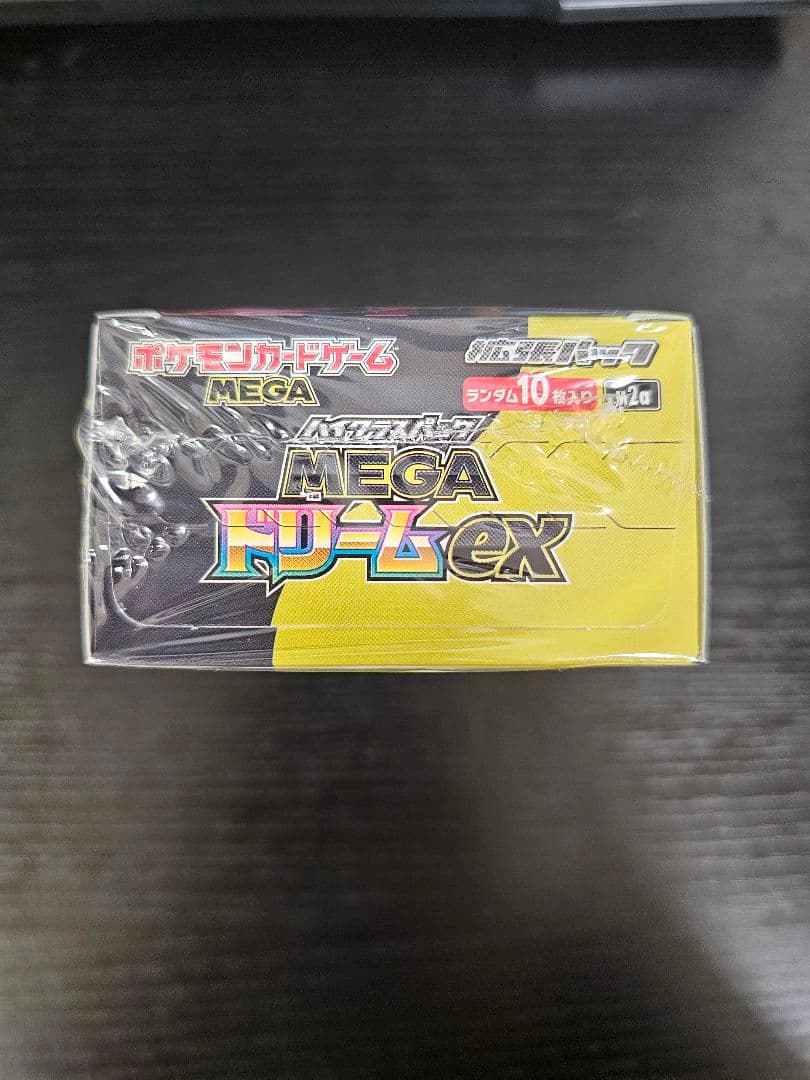 ポケモンカードゲーム
MEGA
拡張パック
ランダム10枚入り
M2a
ハイクラスパック
MEGA
ドリームex